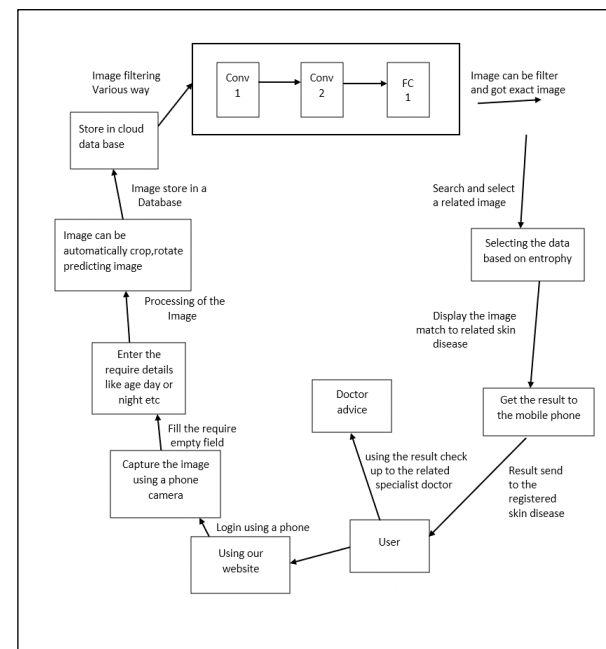 Image filtering
Various way
Conv
1
Conv
2
FC
1
Image can be filter
and got exact image
Store in cloud
data base
Search and select
a related image
Image store in a
Database
Selecting the data
based on entrophy
Image can be
automatically crop,rotate
predicting image
Processing of the
Image
Display the image
match to related skin
disease
Enter the
require details
like age day or
night etc
Doctor
advice
Get the result to
the mobile phone
Fill the require
empty field
using the result check
up to the related
specialist doctor
Result send
to the
registered
skin disease
Capture the image
using a phone
camera
Login using a phone
User
Using our
website